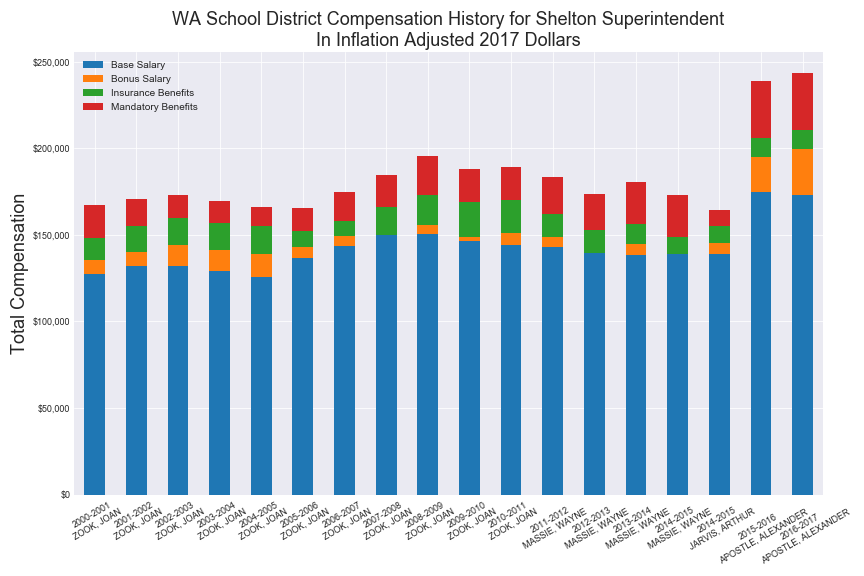 WA School District Compensation History for Shelton Superintendent
In Inflation Adjusted 2017 Dollars
Base Salary
Bonus Salary
Insurance Benefits
Mandatory Benefits
Total Compensation
$250,000
$200,000
$150,000
$100,000
$50,000
$0
2000-2001
ZOOK, JOAN
2001-2002
ZOOK, JOAN
2002-2003
ZOOK, JOAN
2003-2004
ZOOK, JOAN
2004-2005
ZOOK, JOAN
2005-2006
ZOOK, JOAN
2006-2007
ZOOK, JOAN
2007-2008
ZOOK, JOAN
2008-2009
ZOOK, JOAN
2009-2010
ZOOK, JOAN
2010-2011
ZOOK, JOAN
2011-2012
MASSIE, WAYNE
2012-2013
MASSIE, WAYNE
2013-2014
MASSIE, WAYNE
2014-2015
MASSIE, WAYNE
2014-2015
JARVIS, ARTHUR
2015-2016
APOSTLE, ALEXANDER
2016-2017
APOSTLE, ALEXANDER